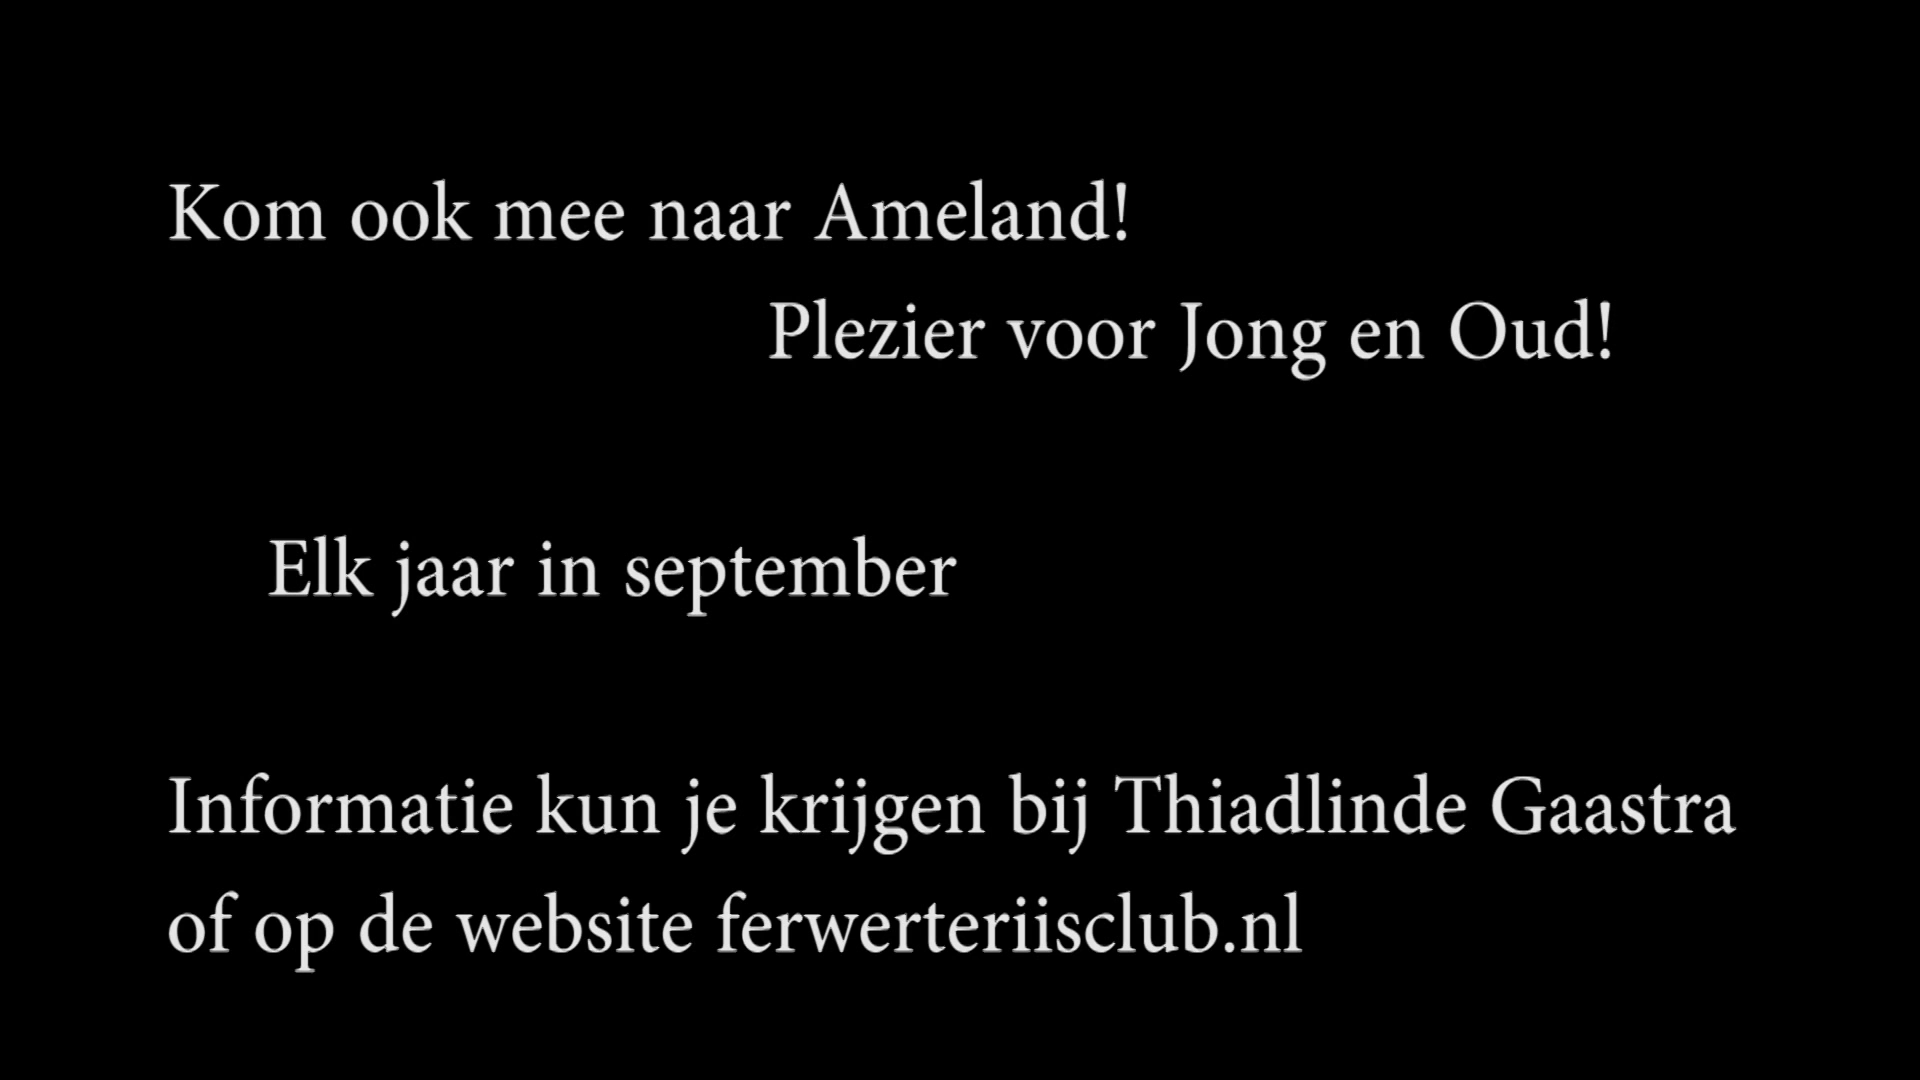 Kom ook mee naar Ameland!
Plezier voor Jong en Oud!
Elk jaar in september
Informatie kun je krijgen bij Thiadlinde Gaastra
of op de website ferwerteriisclub.nl